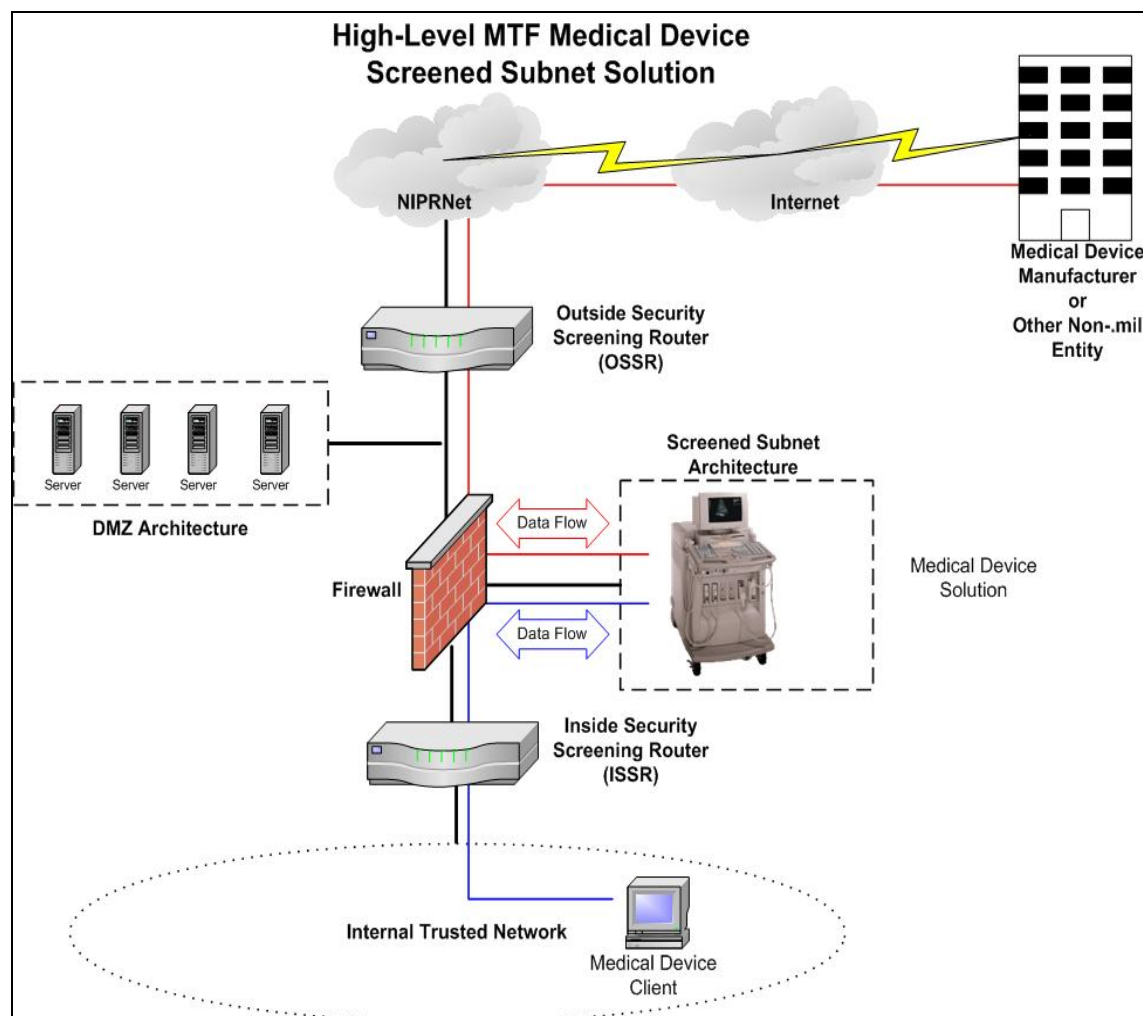 High-Level MTF Medical Device
Screened Subnet Solution
NIPRNet
Internet
Medical Device
Manufacturer
or
Other Non-.mil
Entity
Outside Security
Screening Router
(OSSR)
Server
Server
Server
Server
DMZ Architecture
Screened Subnet
Architecture
Data Flow
Firewall
Medical Device
Solution
Data Flow
Inside Security
Screening Router
(ISSR)
Internal Trusted Network
Medical Device
Client